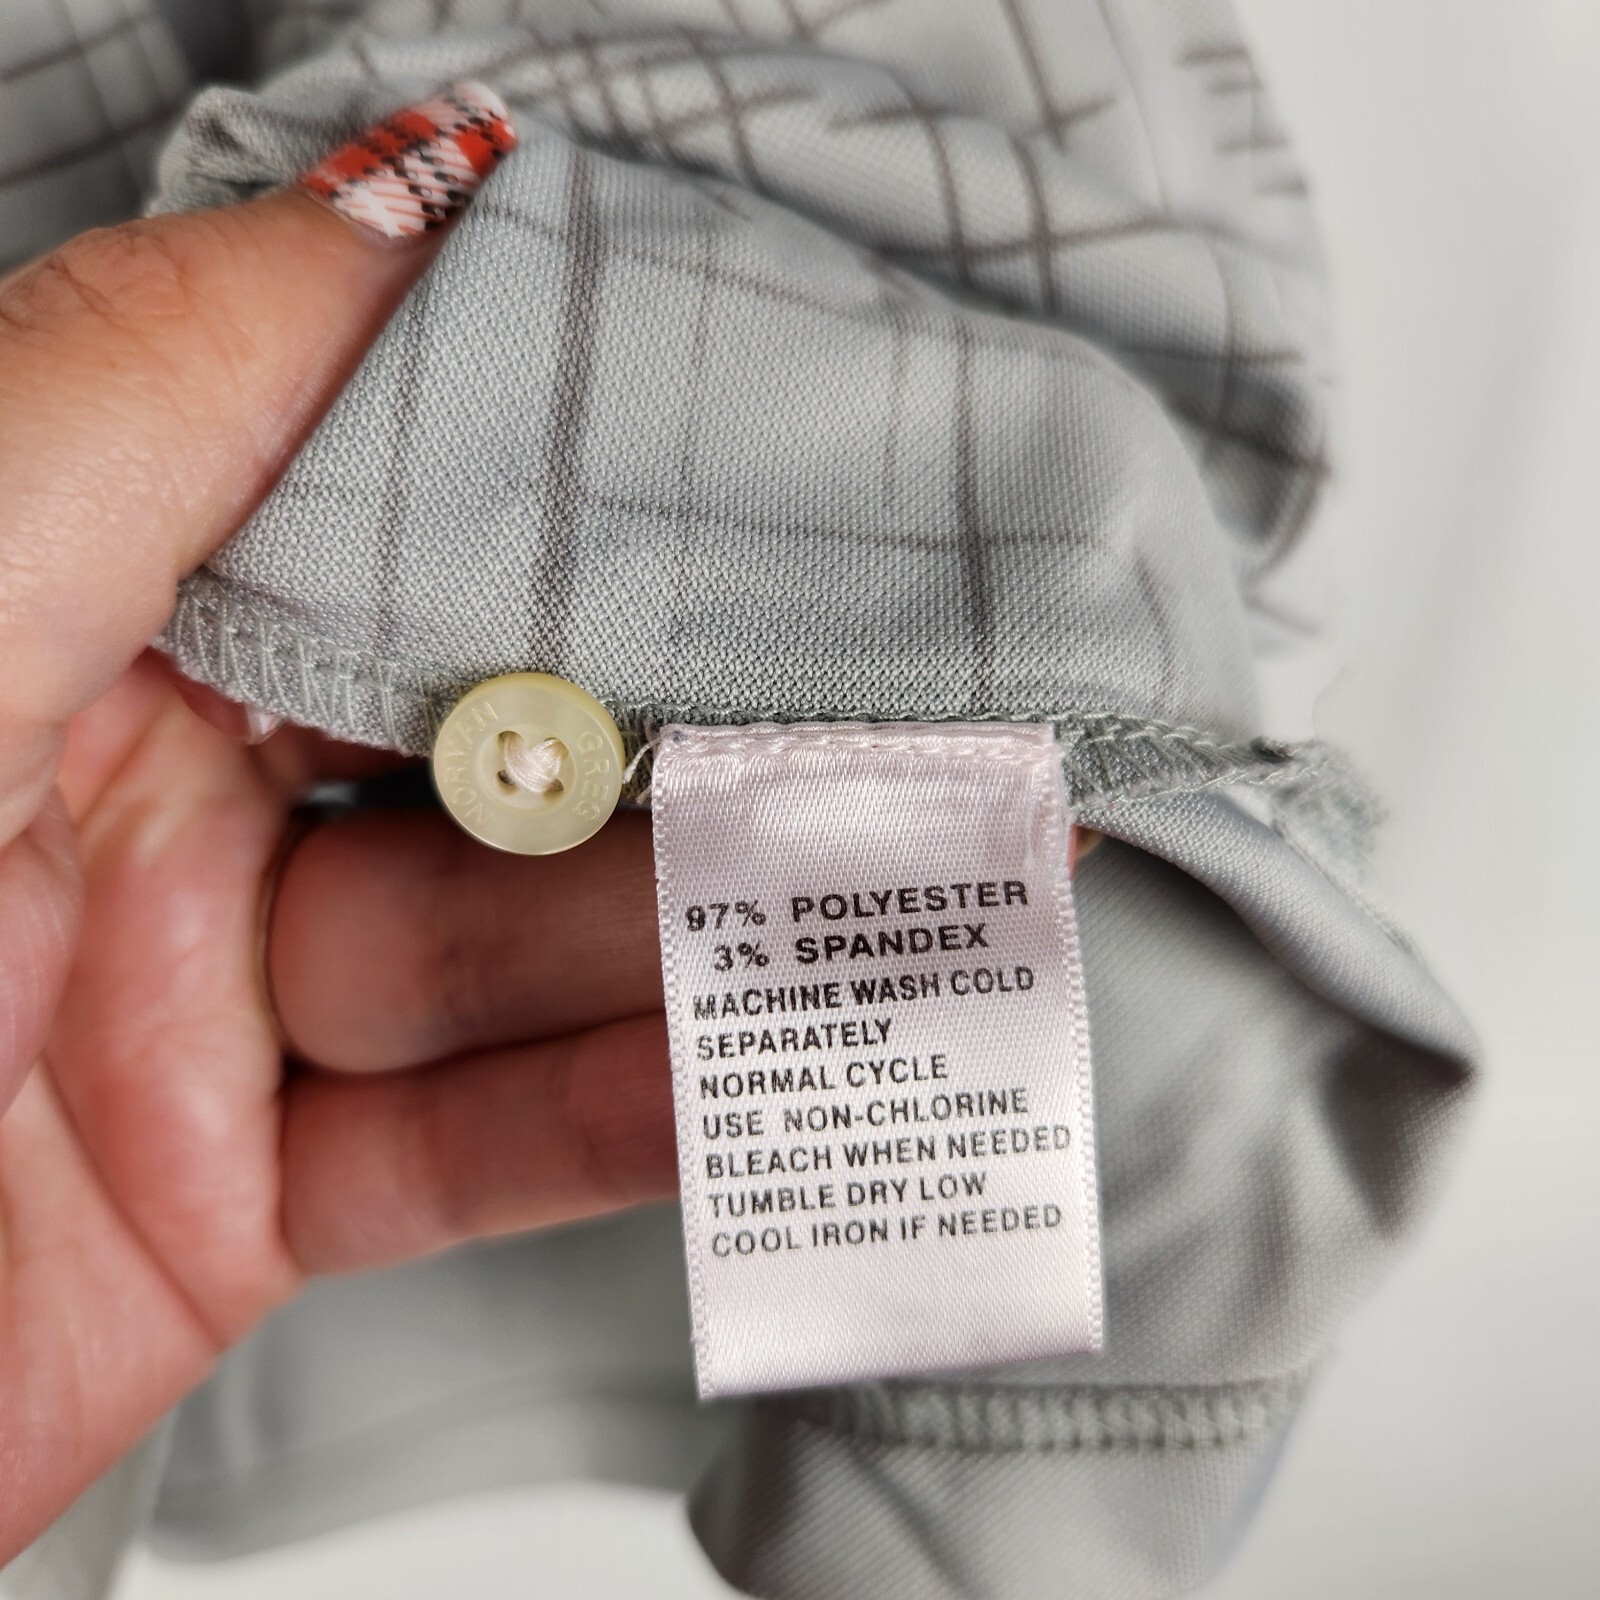 GREG
NORMAN
97% POLYESTER
3% SPANDEX
MACHINE WASH COLD
SEPARATELY
NORMAL CYCLE
USE NON-CHLORINE
BLEACH WHEN NEEDED
TUMBLE DRY LOW
COOL IRON IF NEEDED